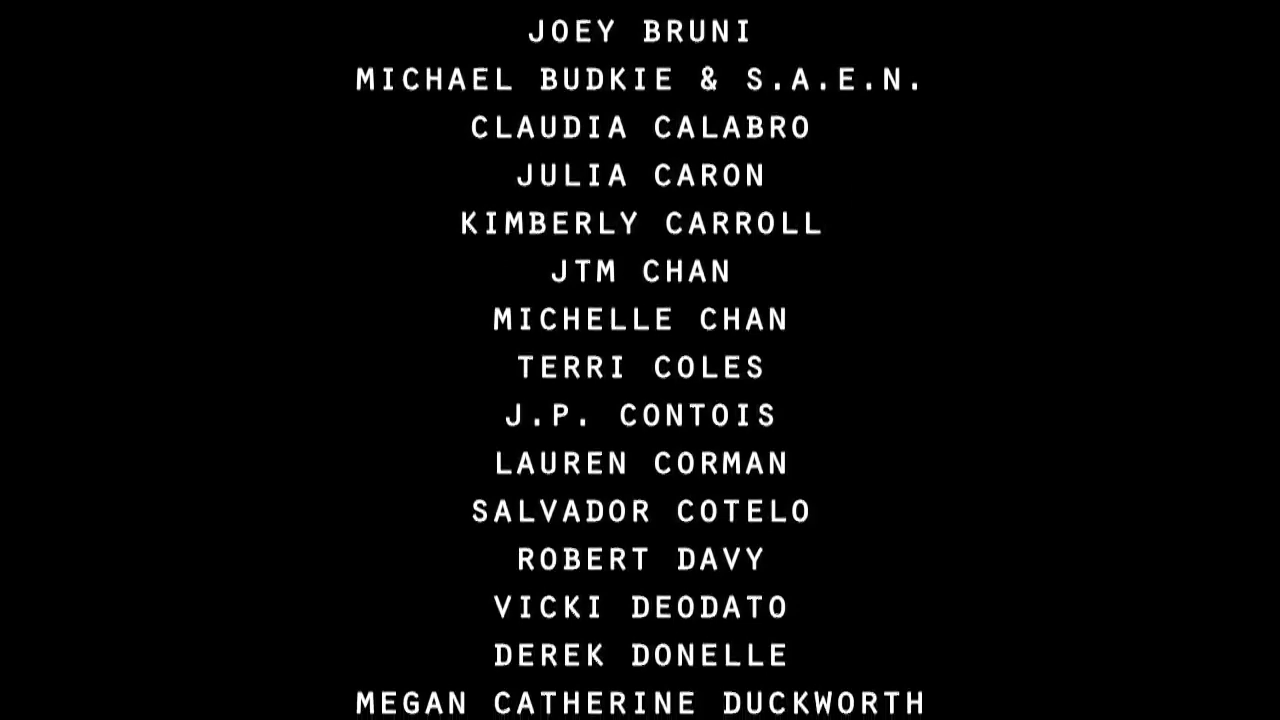 JOEY BRUNI
MICHAEL BUDKIE & S.A.E.N.
CLAUDIA CALABRO
JULIA CARON
KIMBERLY CARROLL
JTM CHAN
MICHELLE CHAN
TERRI COLES
J.P. CONTOIS
LAUREN CORMAN
SALVADOR COTELO
ROBERT DAVY
VICKI DEODATO
DEREK DONELLE
MEGAN CATHERINE DUCKWORTH